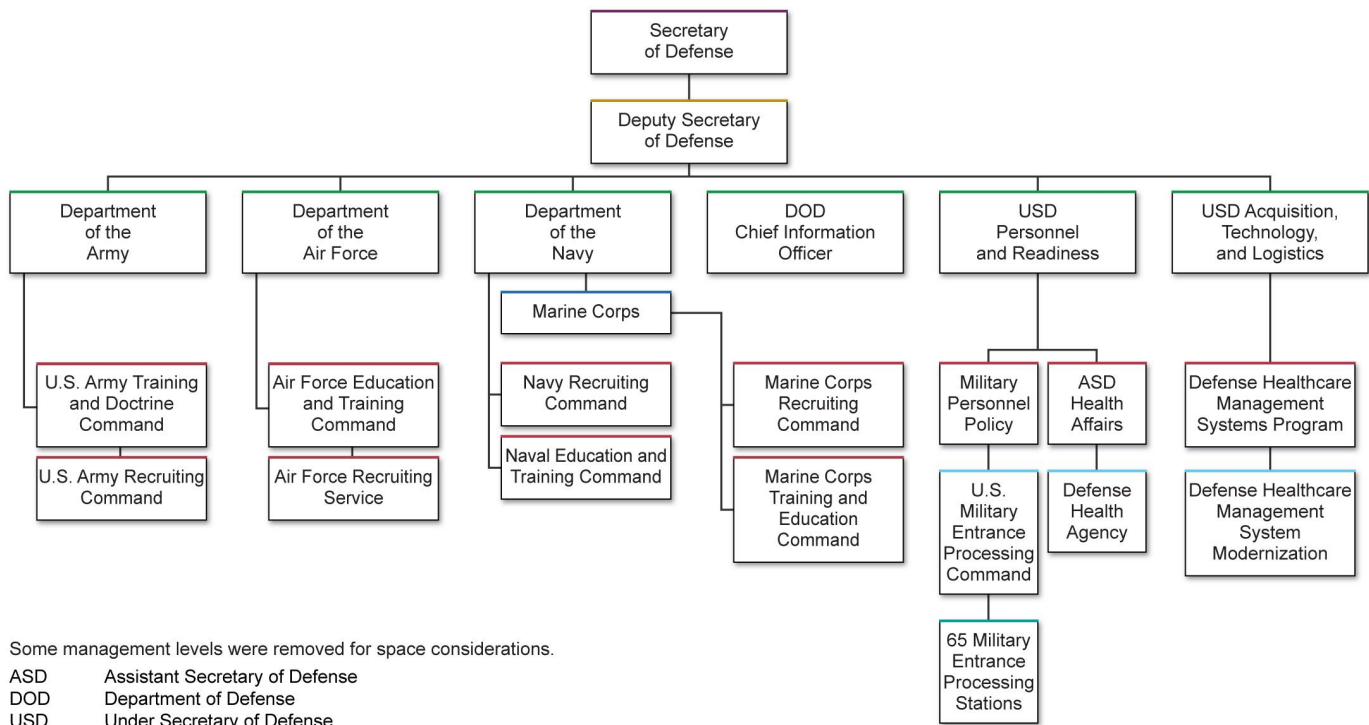 Secretary
of Defense
Deputy Secretary
of Defense
Department
of the
Army
Department
of the
Air Force
Department
of the
Navy
DOD
Chief Information
Officer
USD
Personnel
and Readiness
USD Acquisition,
Technology,
and Logistics
Marine Corps
U.S. Army Training
and Doctrine
Command
U.S. Army Recruiting
Command
Air Force Education
and Training
Command
Air Force Recruiting
Service
Navy Recruiting
Command
Naval Education and
Training Command
Marine Corps
Recruiting
Command
Marine Corps
Training and
Education
Command
Military
Personnel
Policy
U.S.
Military
Entrance
Processing
Command
65 Military
Entrance
Processing
Stations
ASD
Health
Affairs
Defense
Health
Agency
Defense Healthcare
Management
Systems Program
Defense Healthcare
Management
System
Modernization
Some management levels were removed for space considerations.
ASD Assistant Secretary of Defense
DOD Department of Defense
USD Under Secretary of Defense